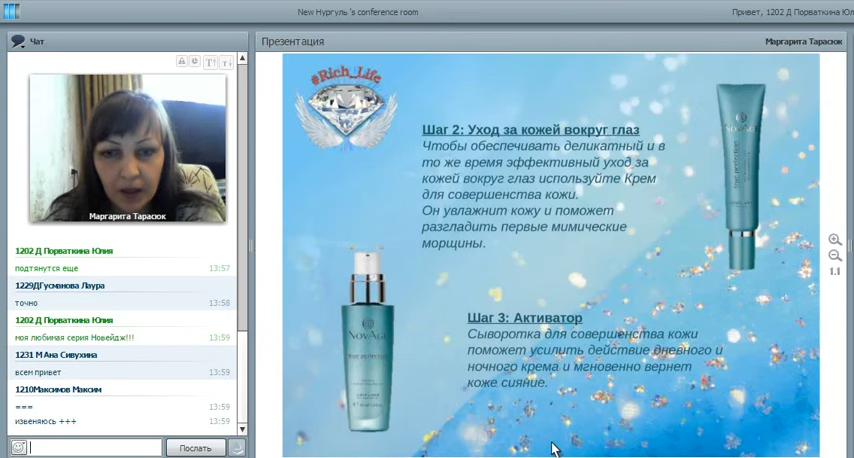 New Нургуль 's conference room
Привет, 1202 Д Порваткина Юл
Чат
Маргарита Тарасюк
1202 Д Порваткина Юлия
подтянутся еще 13:57
1229ДГусманова Лаура
точно 13:58
1202 Д Порваткина Юлия
моя любимая серия Новейдж!!! 13:59
1231 М Ана Сивухина
всем привет 13:59
1210Максимов Максим
=== 13:59
извеняюсь +++ 13:59
Послать
Презентация
Маргарита Тарасюк
#Rich_Life
Шаг 2: Уход за кожей вокруг глаз
Чтобы обеспечивать деликатный и в
то же время эффективный уход за
кожей вокруг глаз используйте Крем
для совершенства кожи.
Он увлажнит кожу и поможет
разгладить первые мимические
морщины.
NOVAGE
true perfection
NOVAGE
true perfection
Шаг 3: Активатор
Сыворотка для совершенства кожи
поможет усилить действие дневного и
ночного крема и мгновенно вернет
коже сияние.
1:1